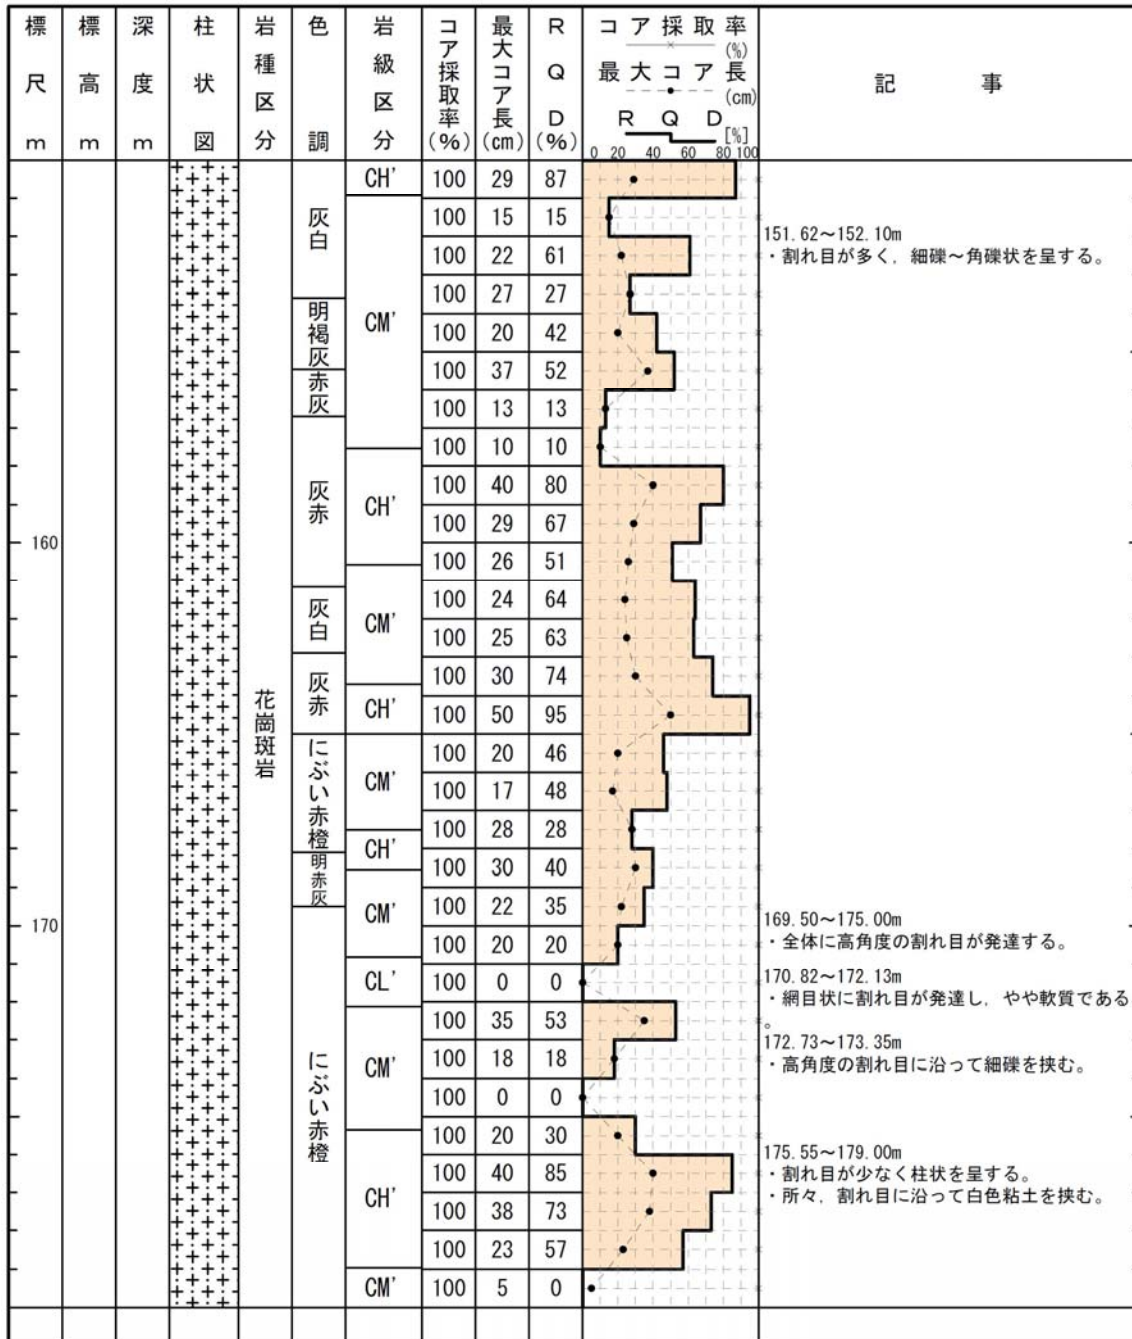 標尺m 標高m 深度m 柱状図 岩種区分 色調 岩級区分 コア採取率(%) 最大コア長(cm) RQD(%) コア採取率(%) 最大コア長(cm) RQD[%] 記事
0 20 40 60 80 100
CH' 100 29 87
灰白 100 15 15
151.62～152.10m
100 22 61 ・割れ目が多く，細礫～角礫状を呈する。
100 27 27
明褐灰 CM' 100 20 42
100 37 52
赤灰 100 13 13
100 10 10
灰赤 CH' 100 40 80
100 29 67
160 100 26 51
灰白 CM' 100 24 64
100 25 63
灰赤 100 30 74
花崗斑岩 CH' 100 50 95
にぶい赤橙 CM' 100 20 46
100 17 48
100 28 28
CH'
明赤灰 100 30 40
CM' 100 22 35
169.50～175.00m
170 100 20 20 ・全体に高角度の割れ目が発達する。
CL' 100 0 0
170.82～172.13m
・網目状に割れ目が発達し，やや軟質である。
100 35 53
172.73～173.35m
CM' 100 18 18 ・高角度の割れ目に沿って細礫を挟む。
にぶい赤橙 100 0 0
100 20 30
175.55～179.00m
100 40 85 ・割れ目が少なく柱状を呈する。
CH' 100 38 73 ・所々，割れ目に沿って白色粘土を挟む。
100 23 57
CM' 100 5 0